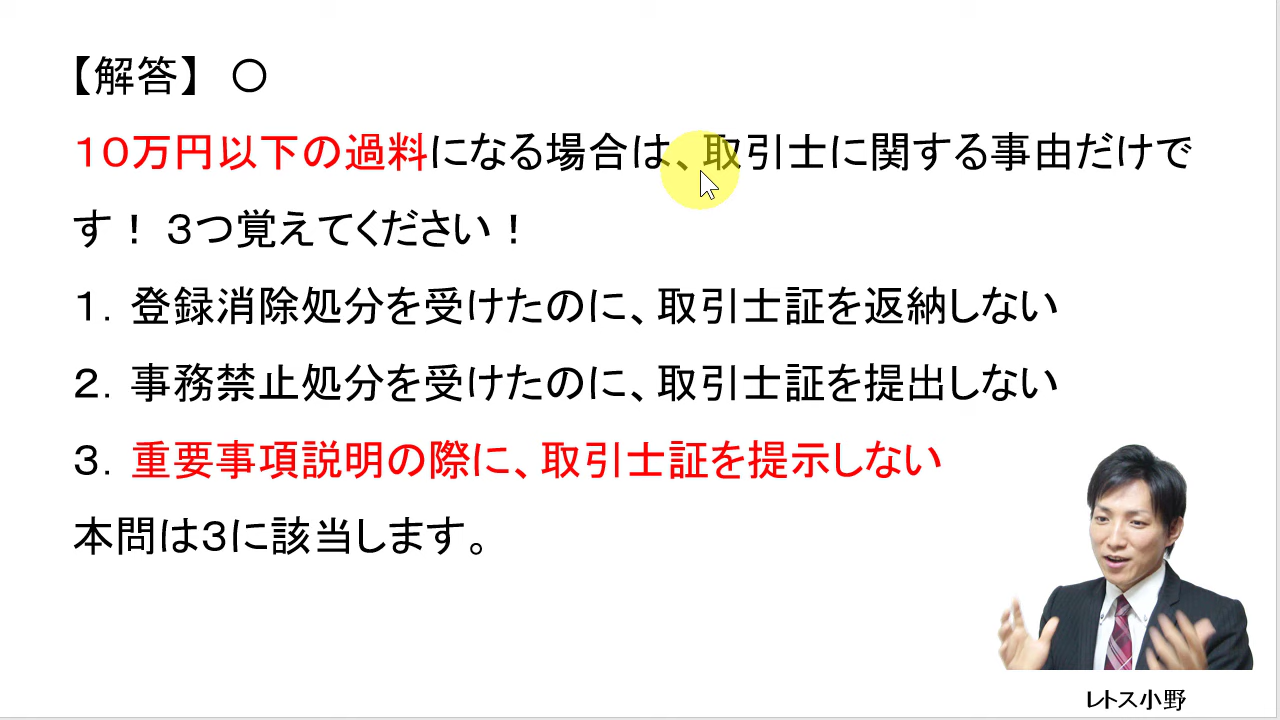 【解答】 ○
１０万円以下の過料になる場合は、取引士に関する事由だけで
す！ ３つ覚えてください！
１．登録消除処分を受けたのに、取引士証を返納しない
２．事務禁止処分を受けたのに、取引士証を提出しない
３．重要事項説明の際に、取引士証を提示しない
本問は３に該当します。
レトス小野